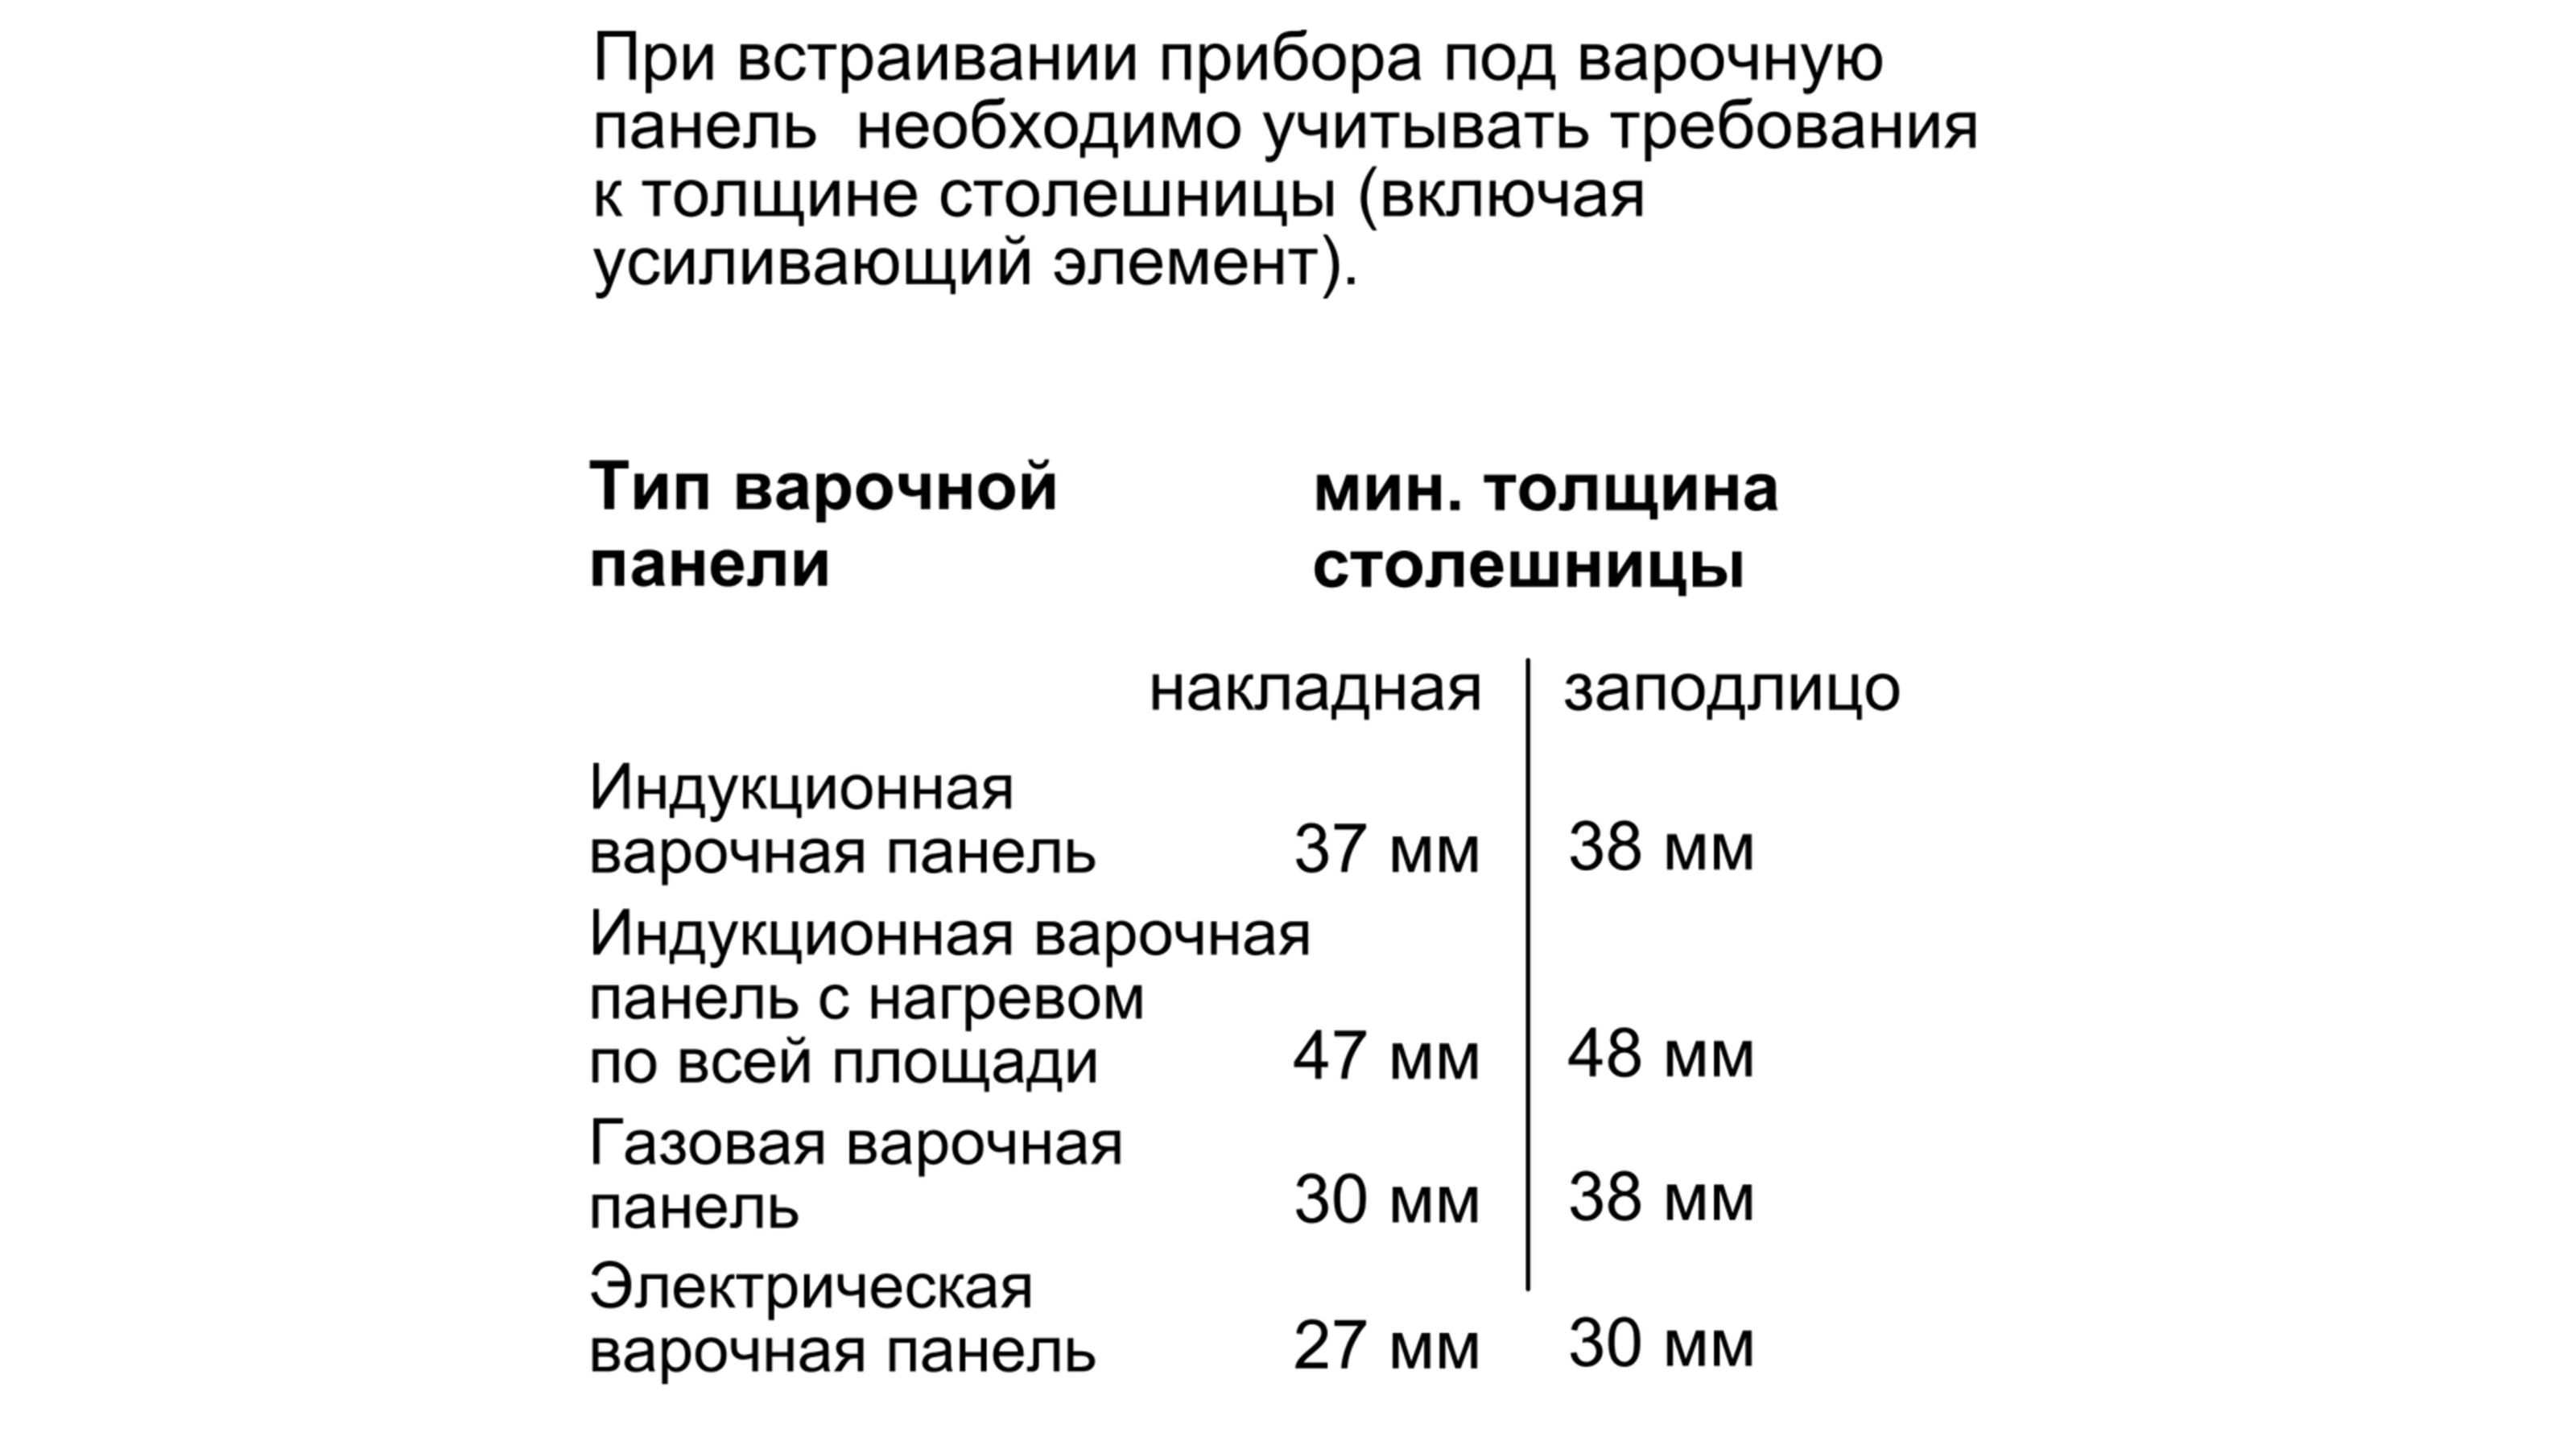 При встраивании прибора под варочную
панель необходимо учитывать требования
к толщине столешницы (включая
усиливающий элемент).
Тип варочной мин. толщина
панели столешницы
накладная заподлицо
Индукционная
варочная панель 37 мм 38 мм
Индукционная варочная
панель с нагревом
по всей площади 47 мм 48 мм
Газовая варочная
панель 30 мм 38 мм
Электрическая
варочная панель 27 мм 30 мм